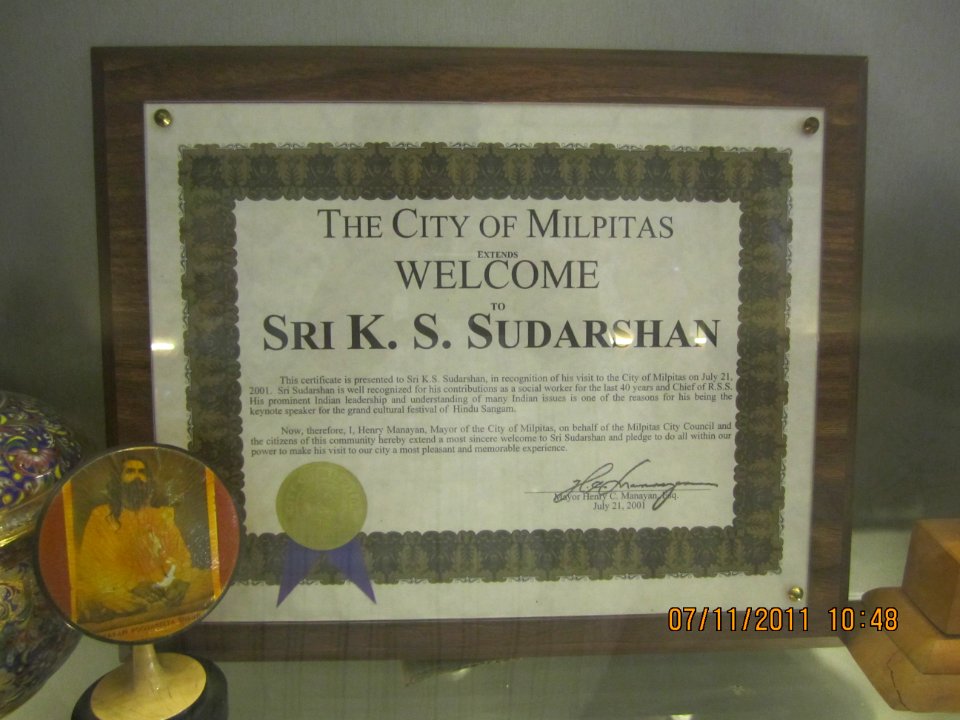 THE CITY OF MILPITAS
EXTENDS
WELCOME
TO
SRI K. S. SUDARSHAN
This certificate is presented to Sri K.S. Sudarshan, in recognition of his visit to the City of Milpitas on July 21,
2001. Sri Sudarshan is well recognized for his contributions as a social worker for the last 40 years and Chief of R.S.S.
His prominent Indian leadership and understanding of many Indian issues is one of the reasons for his being the
keynote speaker for the grand cultural festival of Hindu Sangam.
Now, therefore, I, Henry Manayan, Mayor of the City of Milpitas, on behalf of the Milpitas City Council and
the citizens of this community hereby extend a most sincere welcome to Sri Sudarshan and pledge to do all within our
power to make his visit to our city a most pleasant and memorable experience.
Mayor Henry C. Manayan, Esq.
July 21, 2001
07/11/2011 10:48